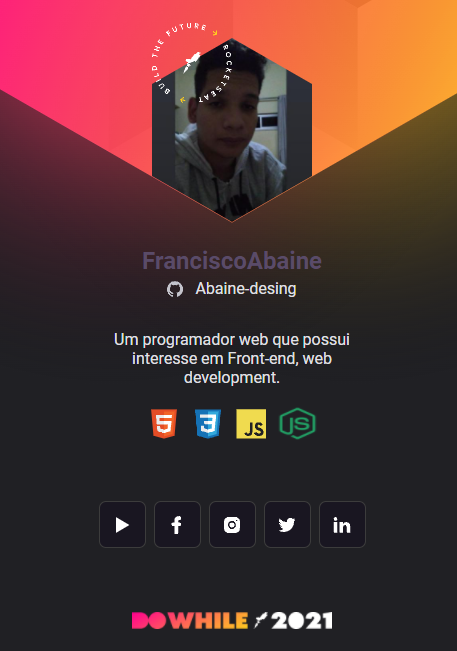 BUILD THE FUTURE
ROCKETSEAT
FranciscoAbaine
Abaine-desing
Um programador web que possui
interesse em Front-end, web
development.
5
3
JS
JS
in
DOWHILE 2021